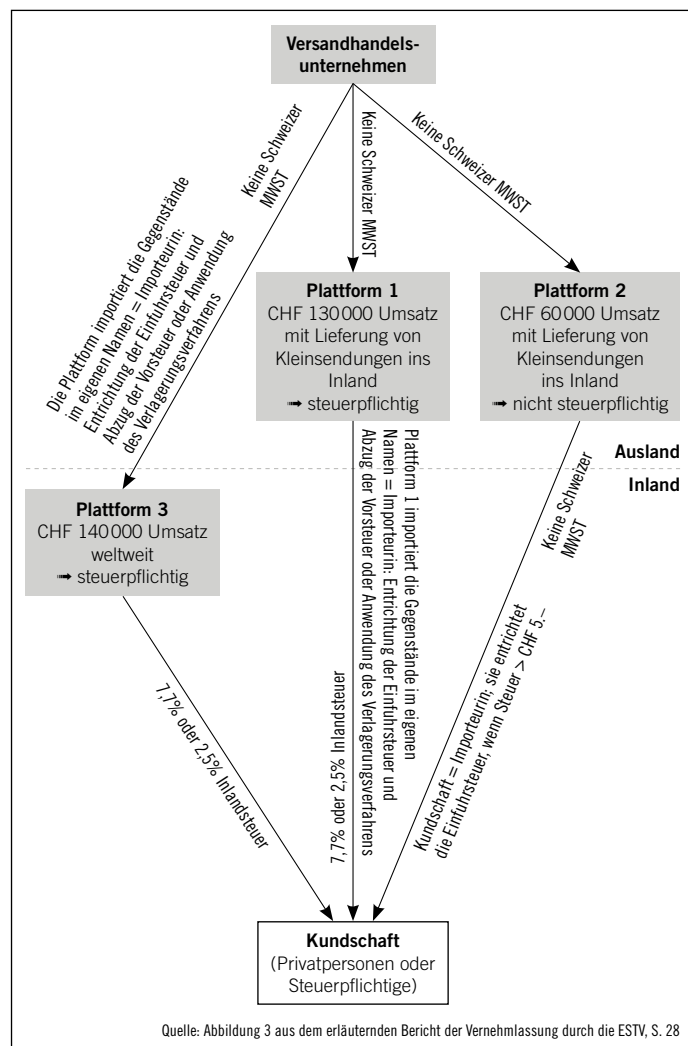 Versandhandels-
unternehmen
Keine Schweizer
MWST
Keine Schweizer MWST
Keine Schweizer MWST
Die Plattform importiert die Gegenstände
im eigenen Namen = Importeurin:
Entrichtung der Einfuhrsteuer und
Abzug der Vorsteuer oder Anwendung
des Verlagerungsverfahrens
Plattform 1
CHF 130000 Umsatz
mit Lieferung von
Kleinsendungen ins
Inland
➟ steuerpflichtig
Plattform 2
CHF 60000 Umsatz
mit Lieferung von
Kleinsendungen
ins Inland
➟ nicht steuerpflichtig
Ausland
Inland
Plattform 3
CHF 140000 Umsatz
weltweit
➟ steuerpflichtig
Plattform 1 importiert die Gegenstände im eigenen
Namen = Importeurin: Entrichtung der Einfuhrsteuer und
Abzug der Vorsteuer oder Anwendung des Verlagerungsverfahrens
Keine Schweizer
MWST
7,7% oder 2,5% Inlandsteuer
7,7% oder 2,5% Inlandsteuer
Kundschaft = Importeurin; sie entrichtet
die Einfuhrsteuer, wenn Steuer > CHF 5.–
Kundschaft
(Privatpersonen oder
Steuerpflichtige)
Quelle: Abbildung 3 aus dem erläuternden Bericht der Vernehmlassung durch die ESTV, S. 28